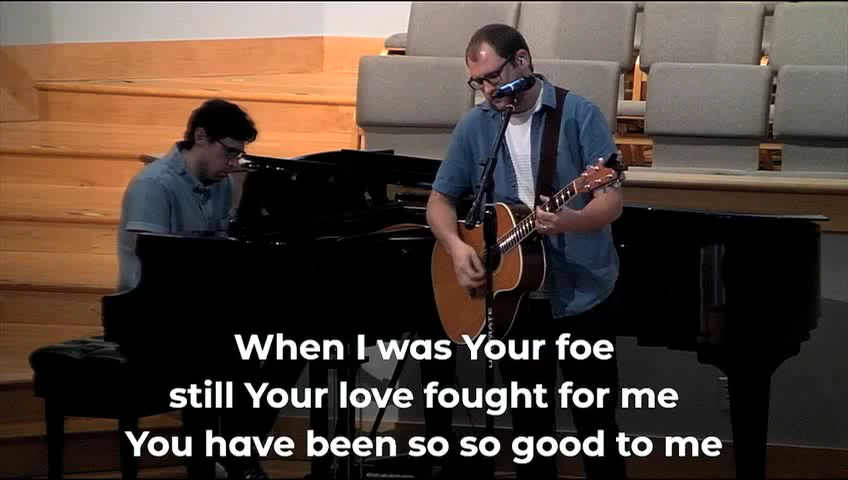 When I was Your foe
still Your love fought for me
You have been so so good to me